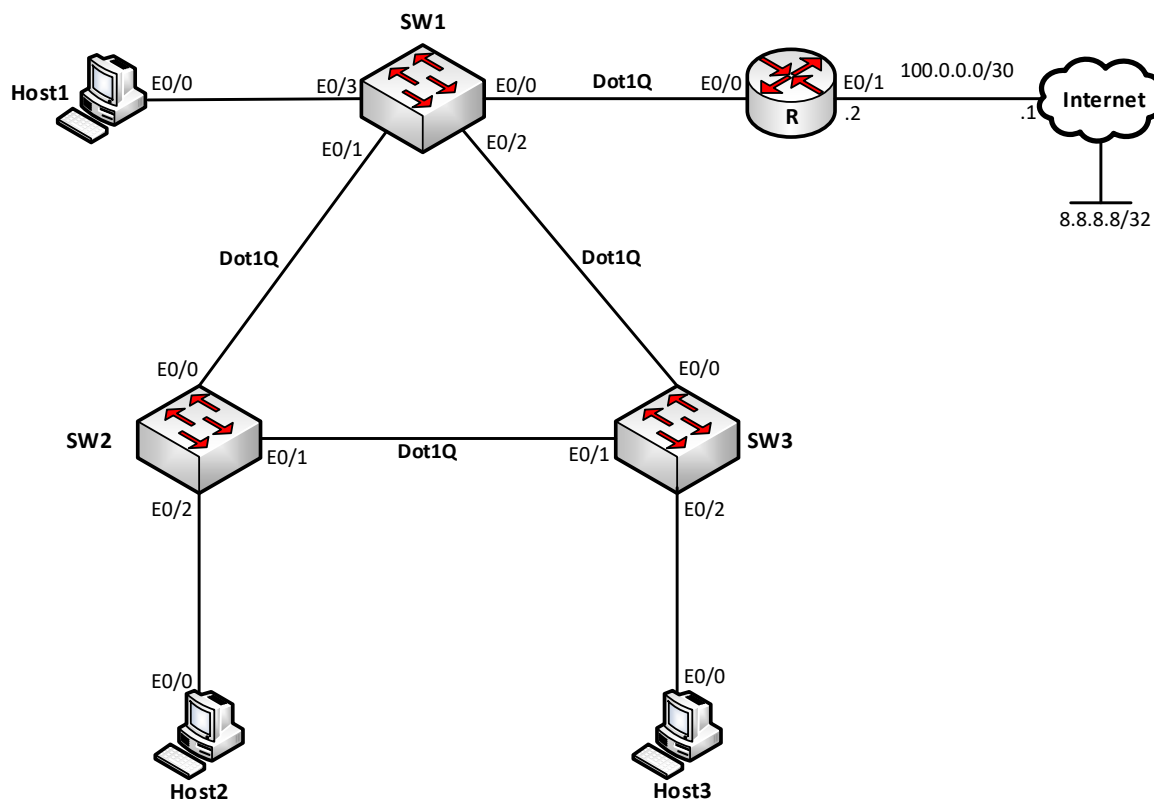 SW1
Host1
E0/0
E0/3
E0/0
Dot1Q
E0/0
R
E0/1
.2
100.0.0.0/30
.1
Internet
8.8.8.8/32
E0/1
E0/2
Dot1Q
Dot1Q
E0/0
E0/0
SW2
E0/1
Dot1Q
E0/1
SW3
E0/2
E0/2
E0/0
E0/0
Host2
Host3